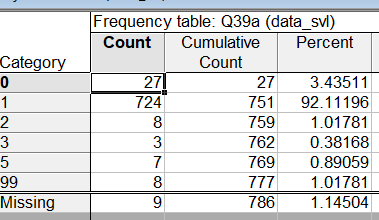 Frequency table: Q39a (data_svl)
Category Count Cumulative Count Percent
0 27 27 3.43511
1 724 751 92.11196
2 8 759 1.01781
3 3 762 0.38168
5 7 769 0.89059
99 8 777 1.01781
Missing 9 786 1.14504